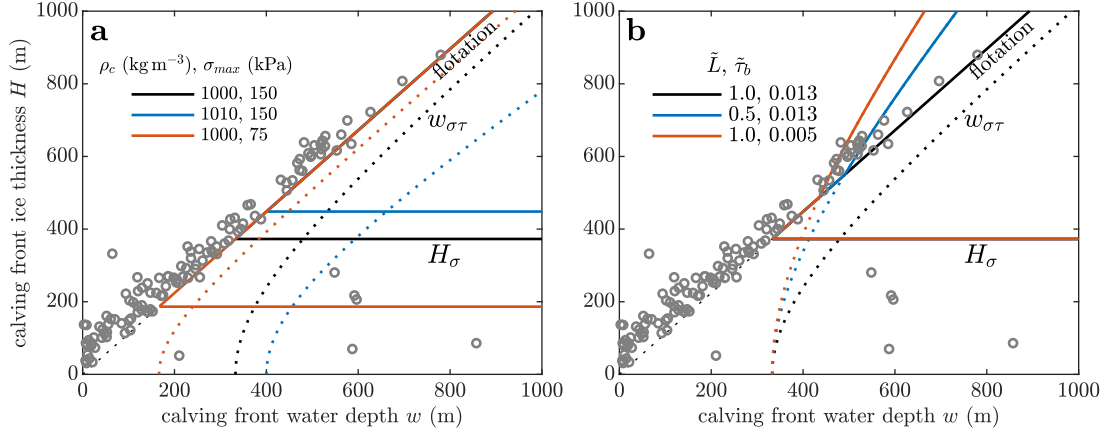 a
ρc (kg m−3), σmax (kPa)
1000, 150
1010, 150
1000, 75
flotation
wστ
Hσ
calving front ice thickness H (m)
1000
800
600
400
200
0
0 200 400 600 800 1000
calving front water depth w (m)
b
L̃, τ̃b
1.0, 0.013
0.5, 0.013
1.0, 0.005
flotation
wστ
Hσ
1000
800
600
400
200
0
0 200 400 600 800 1000
calving front water depth w (m)